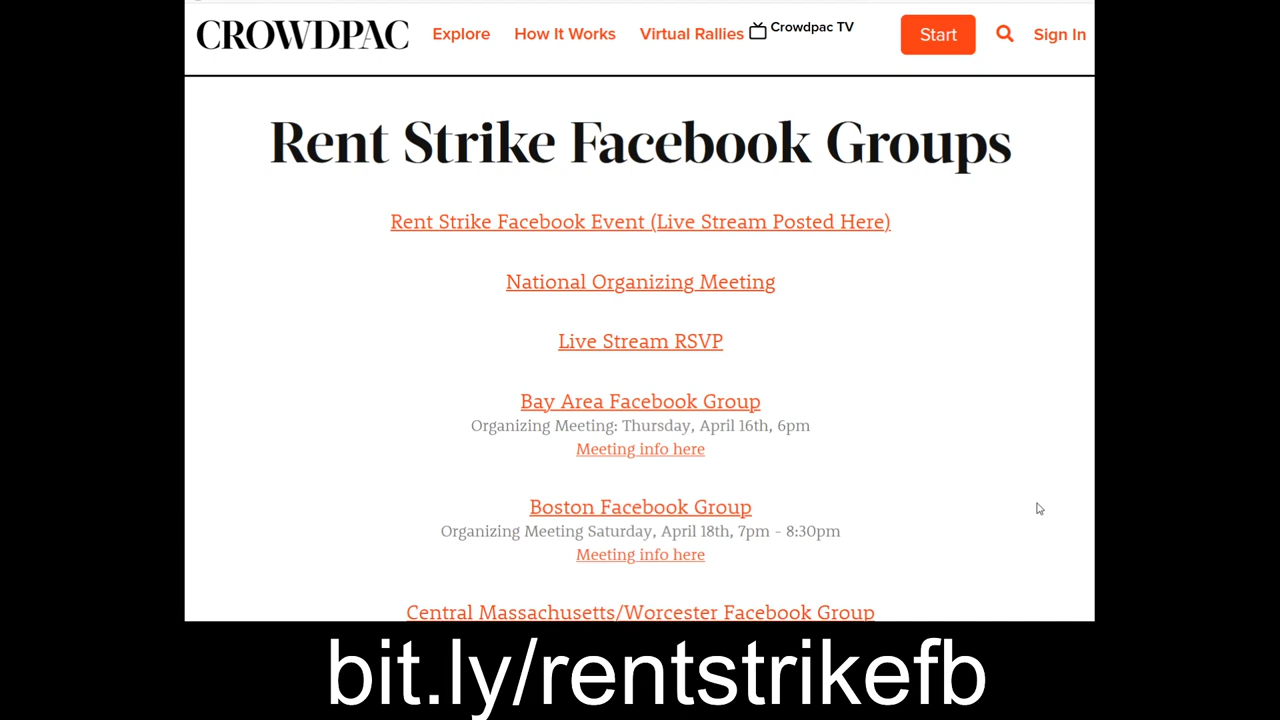 CROWDPAC Explore How It Works Virtual Rallies Crowdpac TV Start Sign In
Rent Strike Facebook Groups
Rent Strike Facebook Event (Live Stream Posted Here)
National Organizing Meeting
Live Stream RSVP
Bay Area Facebook Group
Organizing Meeting: Thursday, April 16th, 6pm
Meeting info here
Boston Facebook Group
Organizing Meeting Saturday, April 18th, 7pm - 8:30pm
Meeting info here
Central Massachusetts/Worcester Facebook Group
bit.ly/rentstrikefb